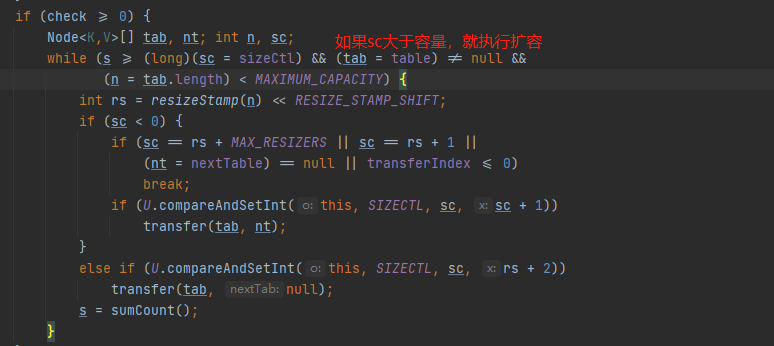 if (check ≥ 0) {
Node<K,V>[] tab, nt; int n, sc;
如果sc大于容量，就执行扩容
while (s ≥ (long)(sc = sizeCtl) && (tab = table) ≠ null &&
(n = tab.length) < MAXIMUM_CAPACITY) {
int rs = resizeStamp(n) << RESIZE_STAMP_SHIFT;
if (sc < 0) {
if (sc == rs + MAX_RESIZERS || sc == rs + 1 ||
(nt = nextTable) == null || transferIndex ≤ 0)
break;
if (U.compareAndSetInt( o: this, SIZECTL, sc, x: sc + 1))
transfer(tab, nt);
}
else if (U.compareAndSetInt( o: this, SIZECTL, sc, x: rs + 2))
transfer(tab, nextTab: null);
s = sumCount();
}